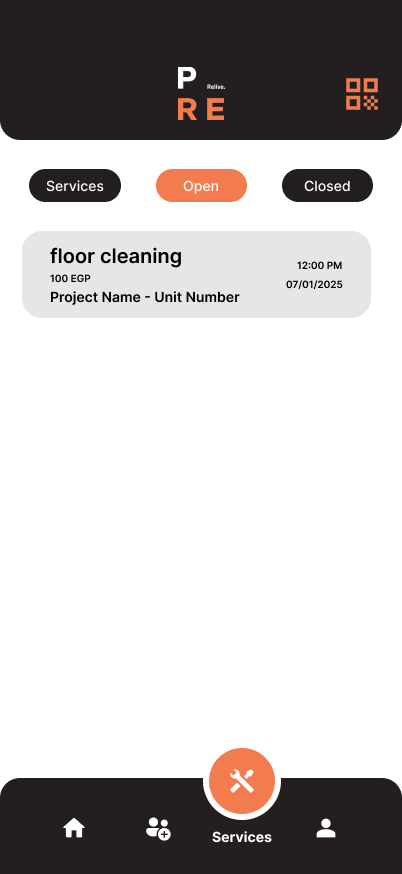 P Relive.
RE
Services Open Closed
floor cleaning
12:00 PM
100 EGP
07/01/2025
Project Name - Unit Number
Services